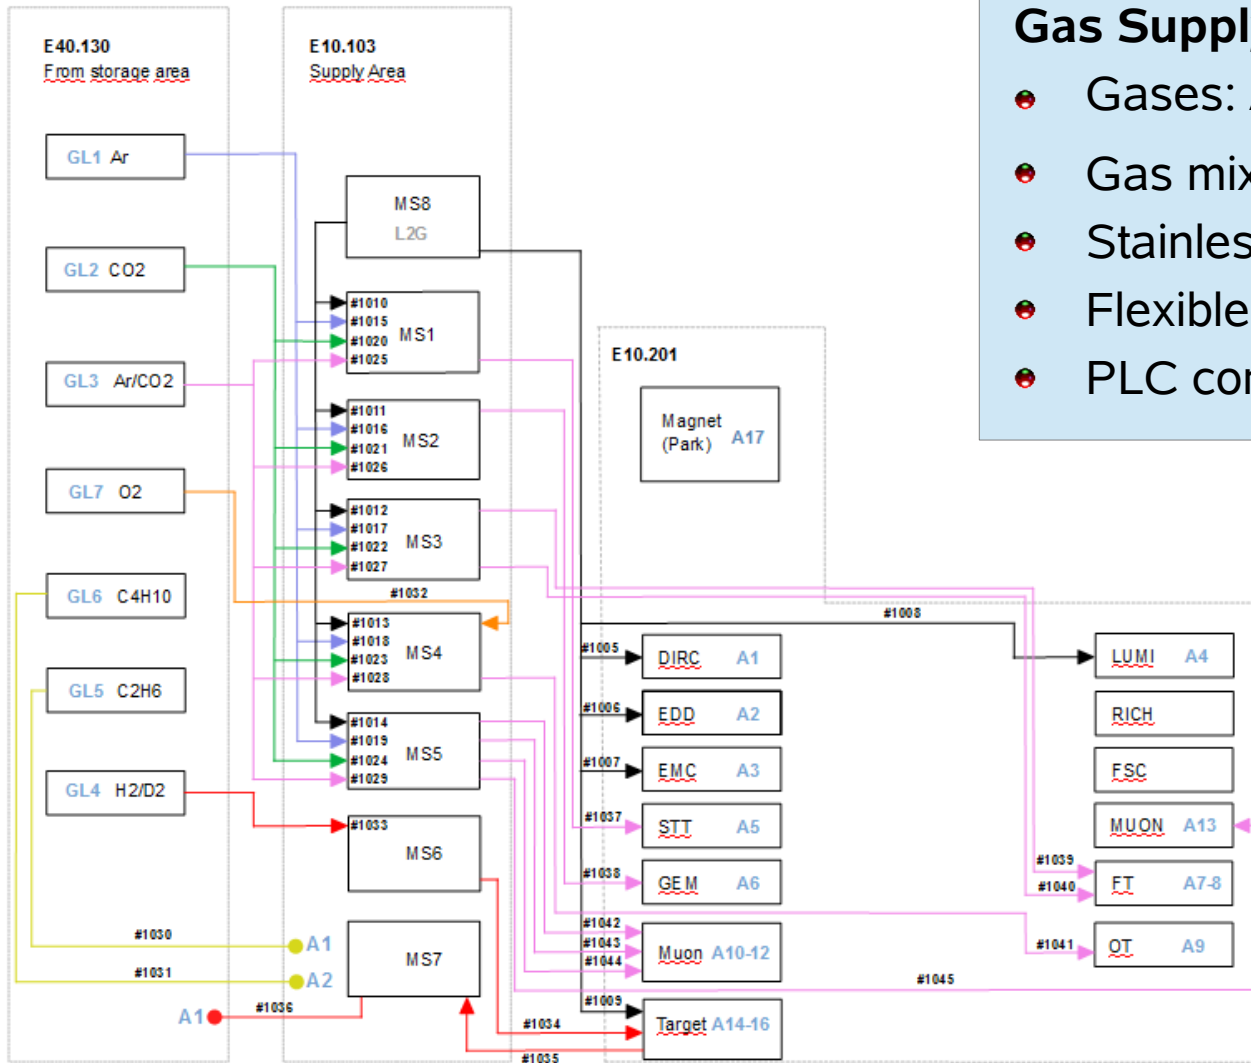 E40.130
From storage area
GL1 Ar
GL2 CO2
GL3 Ar/CO2
GL7 O2
GL6 C4H10
GL5 C2H6
GL4 H2/D2
#1030
#1031
A1
A2
A1
#1036
E10.103
Supply Area
MS8
L2G
#1010
#1015
#1020
#1025
MS1
#1011
#1016
#1021
#1026
MS2
#1012
#1017
#1022
#1027
MS3
#1032
#1013
#1018
#1023
#1028
MS4
#1014
#1019
#1024
#1029
MS5
#1033
MS6
MS7
#1034
#1035
E10.201
Magnet
(Park) A17
#1008
#1005
DIRC A1
#1006
EDD A2
#1007
EMC A3
#1037
STT A5
#1038
GEM A6
#1042
#1043
#1044
Muon A10-12
#1009
Target A14-16
LUMI A4
RICH
FSC
MUON A13
#1039
#1040
FT A7-8
#1041
OT A9
#1045
Gas Suppl
Gases:
Gas mix
Stainles
Flexible
PLC con